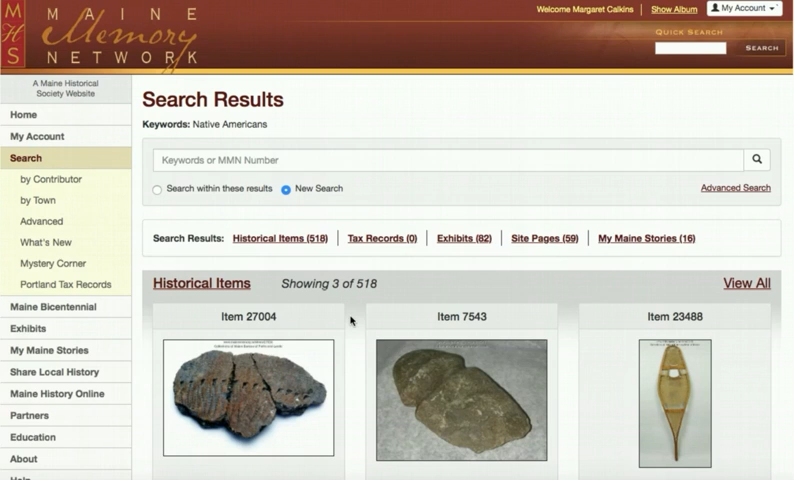 M
H
S
M A I N E
Memory
N E T W O R K
Welcome Margaret Calkins
Show Album
My Account
QUICK SEARCH
SEARCH
A Maine Historical
Society Website
Home
My Account
Search
by Contributor
by Town
Advanced
What's New
Mystery Corner
Portland Tax Records
Maine Bicentennial
Exhibits
My Maine Stories
Share Local History
Maine History Online
Partners
Education
About
Search Results
Keywords: Native Americans
Keywords or MMN Number
Search within these results
New Search
Advanced Search
Search Results:
Historical Items (518)
Tax Records (0)
Exhibits (82)
Site Pages (59)
My Maine Stories (16)
Historical Items
Showing 3 of 518
View All
Item 27004
Item 7543
Item 23488